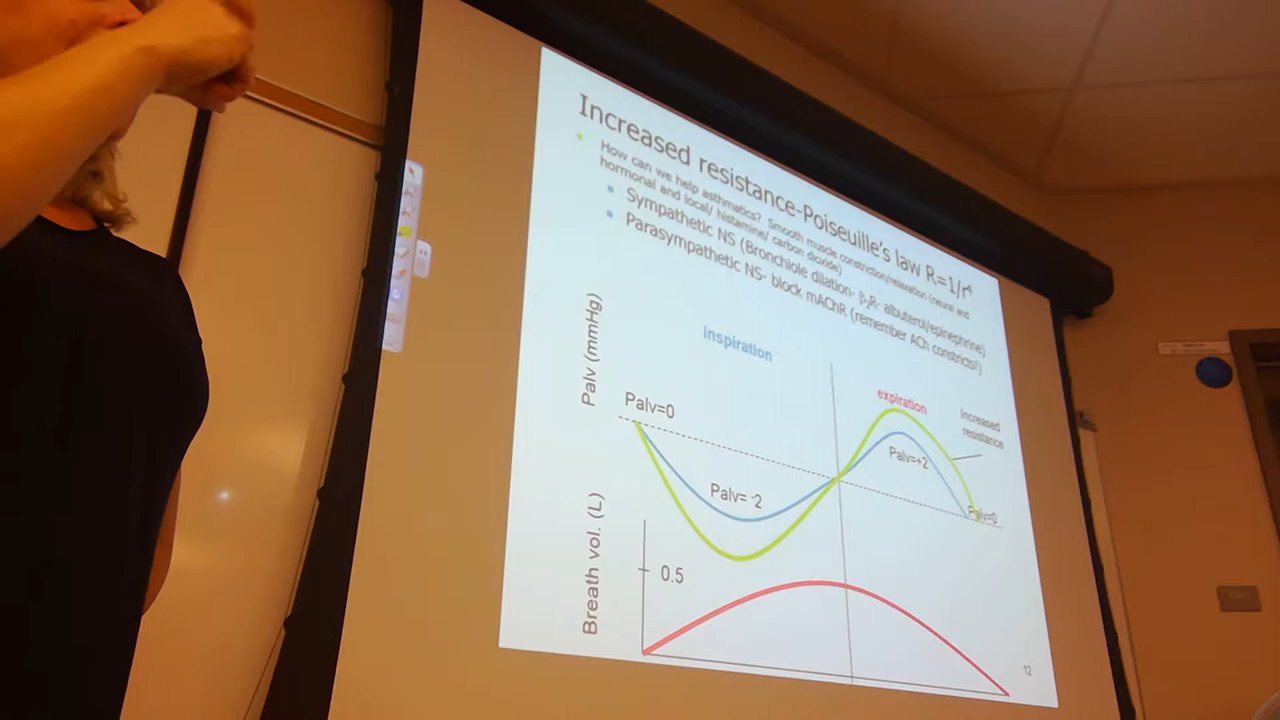 Increased resistance-Poiseuille's law R=1/r⁴
How can we help asthmatics? Smooth muscle constriction/relaxation (neural and
hormonal and local/ histamine/ carbon dioxide)
Sympathetic NS (Bronchiole dilation- β₂R- albuterol/epinephrine)
Parasympathetic NS- block mAChR (remember ACh constricts!)
Palv (mmHg)
inspiration
expiration
Increased
resistance
Palv=0
Palv= -2
Palv=+2
Palv=0
Breath vol. (L)
0.5
12